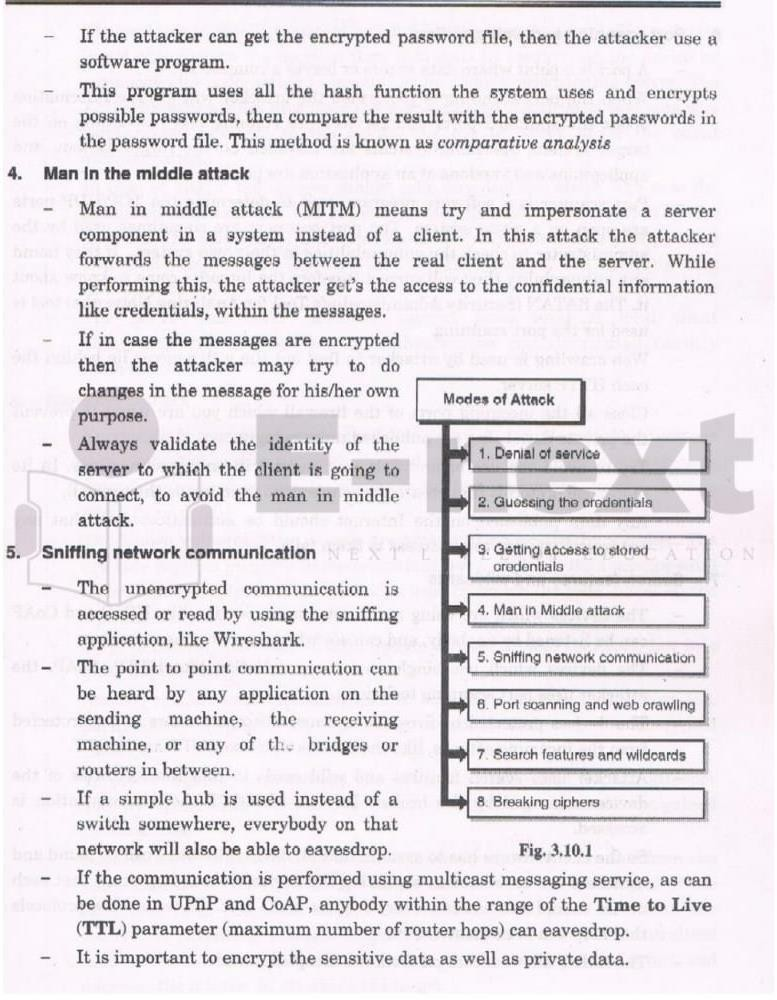 – If the attacker can get the encrypted password file, then the attacker use a
software program.
– This program uses all the hash function the system uses and encrypts
possible passwords, then compare the result with the encrypted passwords in
the password file. This method is known as comparative analysis
4. Man in the middle attack
– Man in middle attack (MITM) means try and impersonate a server
component in a system instead of a client. In this attack the attacker
forwards the messages between the real client and the server. While
performing this, the attacker get's the access to the confidential information
like credentials, within the messages.
– If in case the messages are encrypted
then the attacker may try to do
changes in the message for his/her own
purpose.
– Always validate the identity of the
server to which the client is going to
connect, to avoid the man in middle
attack.
5. Sniffing network communication
– The unencrypted communication is
accessed or read by using the sniffing
application, like Wireshark.
– The point to point communication can
be heard by any application on the
sending machine, the receiving
machine, or any of the bridges or
routers in between.
– If a simple hub is used instead of a
switch somewhere, everybody on that
network will also be able to eavesdrop.
Modes of Attack
1. Denial of service
2. Guessing the credentials
3. Getting access to stored
credentials
4. Man in Middle attack
5. Sniffing network communication
6. Port scanning and web crawling
7. Search features and wildcards
8. Breaking ciphers
Fig. 3.10.1
– If the communication is performed using multicast messaging service, as can
be done in UPnP and CoAP, anybody within the range of the Time to Live
(TTL) parameter (maximum number of router hops) can eavesdrop.
– It is important to encrypt the sensitive data as well as private data.
E-next